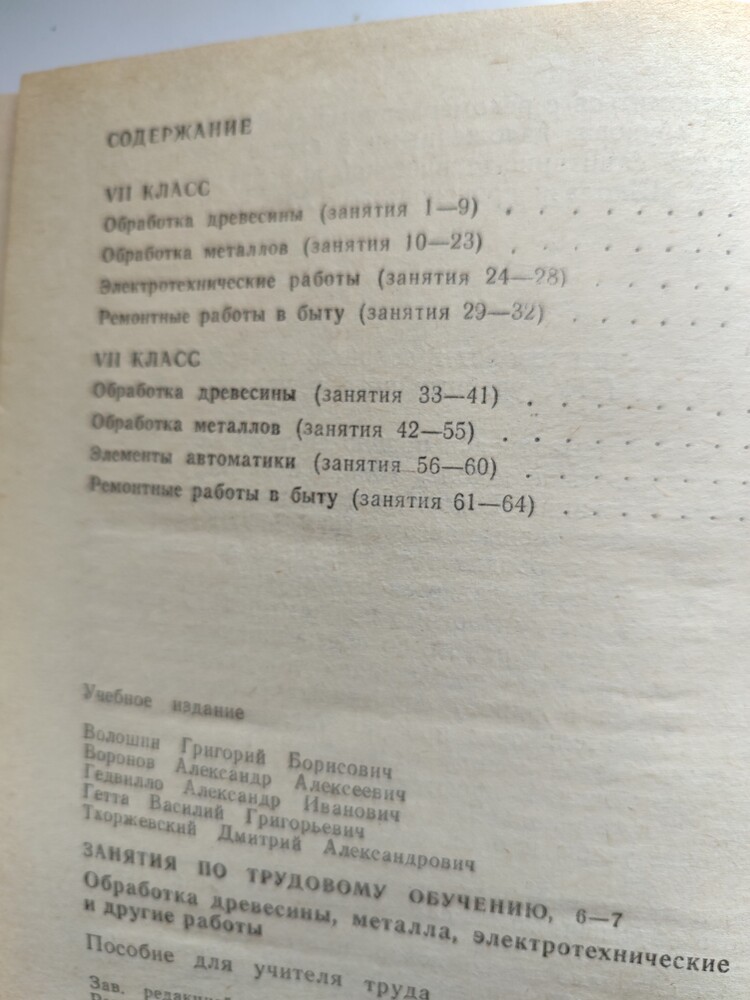 СОДЕРЖАНИЕ
VII КЛАСС
Обработка древесины (занятия 1—9) . . . . . . .
Обработка металлов (занятия 10—23) . . . . . . .
Электротехнические работы (занятия 24—28) . . . .
Ремонтные работы в быту (занятия 29—32) . . . . .
VII КЛАСС
Обработка древесины (занятия 33—41) . . . . . . .
Обработка металлов (занятия 42—55) . . . . . . .
Элементы автоматики (занятия 56—60) . . . . . .
Ремонтные работы в быту (занятия 61—64) . . . . . .
Учебное издание
Волошин Григорий Борисович
Воронов Александр Алексеевич
Гедвилло Александр Иванович
Гетта Василий Григорьевич
Тхоржевский Дмитрий Александрович
ЗАНЯТИЯ ПО ТРУДОВОМУ ОБУЧЕНИЮ, 6—7
Обработка древесины, металла, электротехнические
и другие работы
Пособие для учителя труда
Зав.